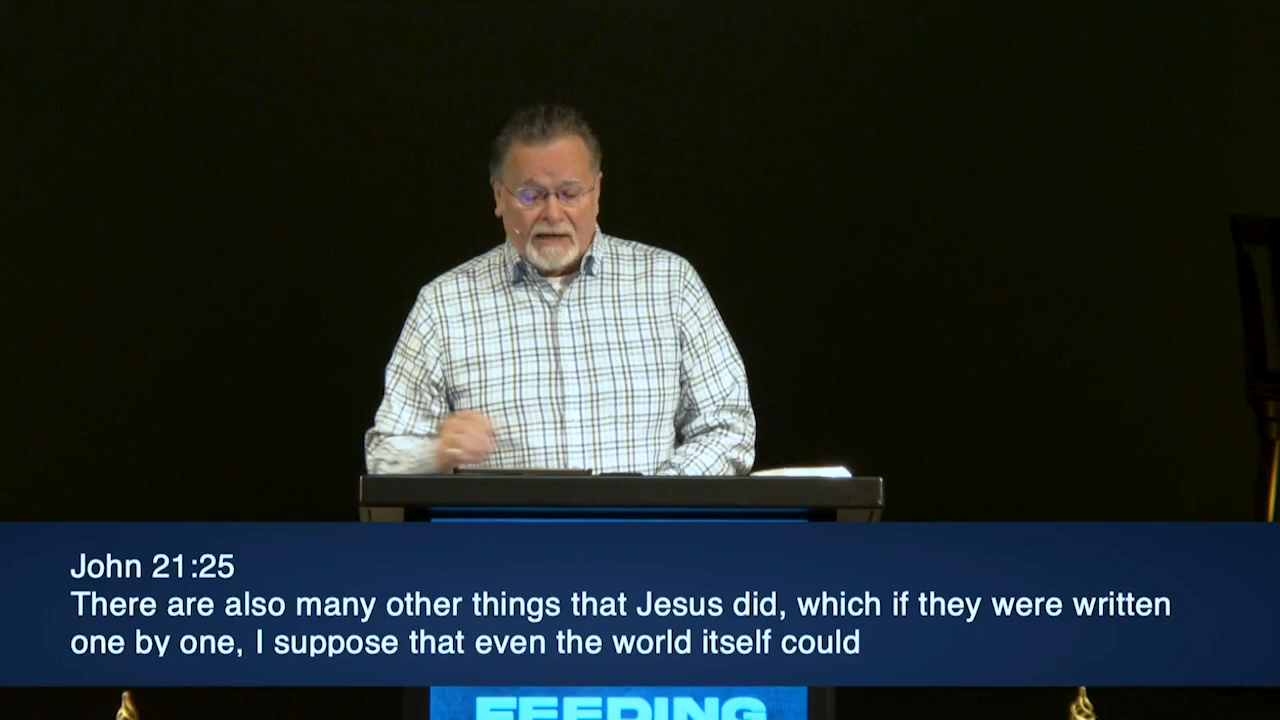 John 21:25
There are also many other things that Jesus did, which if they were written
one by one, I suppose that even the world itself could
FEEDING